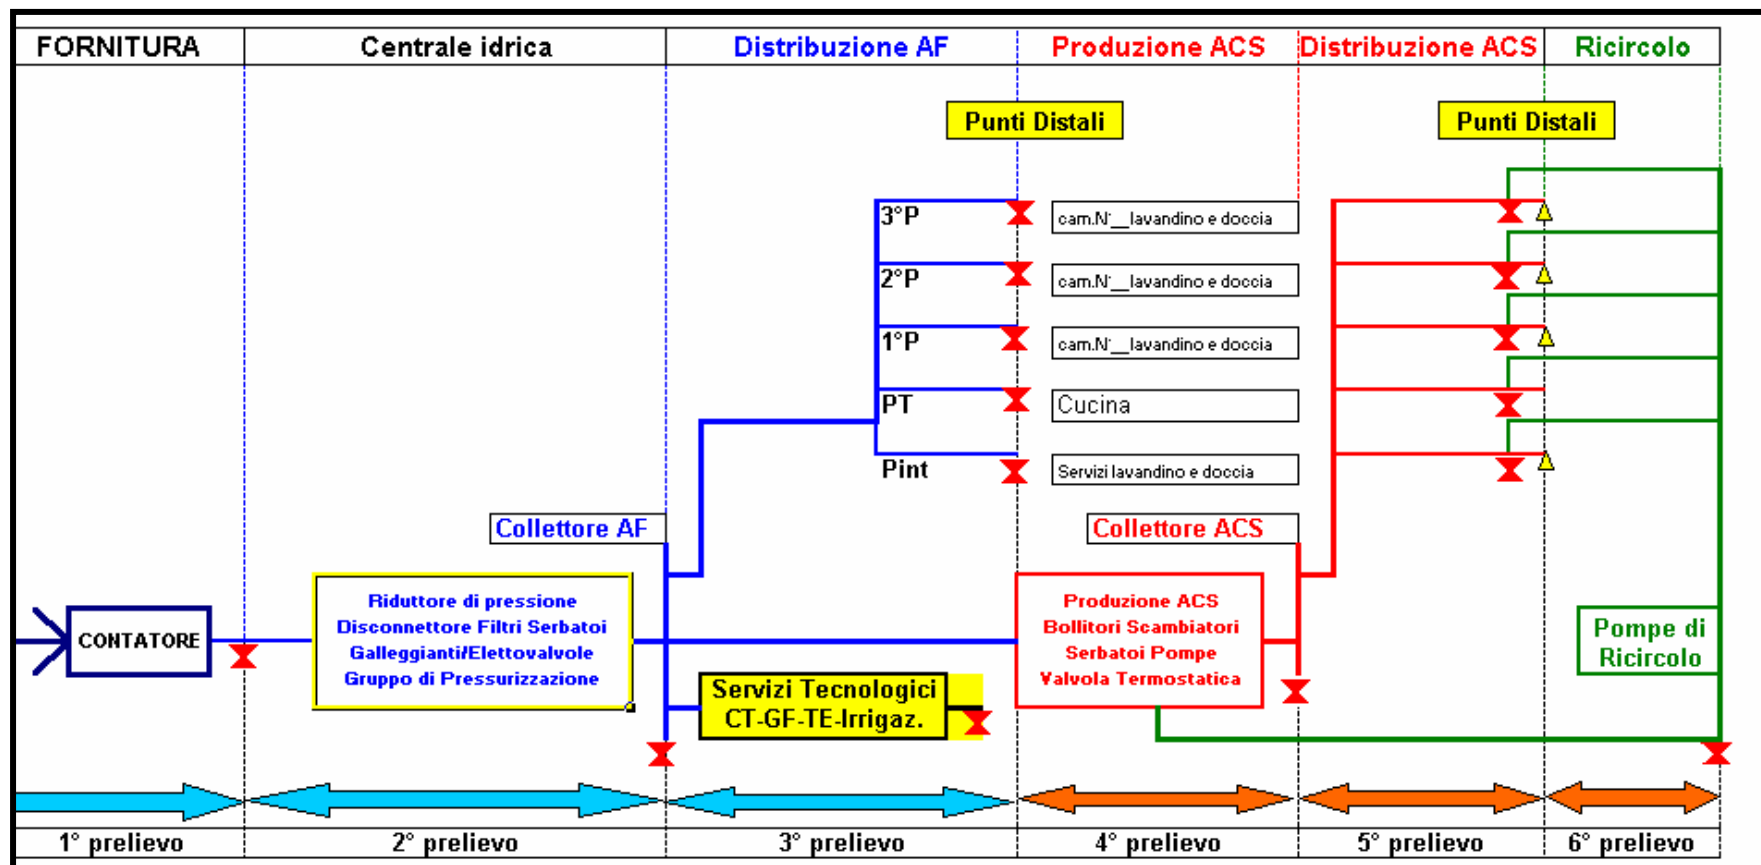 FORNITURA
Centrale idrica
Distribuzione AF
Produzione ACS
Distribuzione ACS
Ricircolo
Punti Distali
Punti Distali
3°P
cam.N°__lavandino e doccia
2°P
cam.N°__lavandino e doccia
1°P
cam.N°__lavandino e doccia
PT
Cucina
Pint
Servizi lavandino e doccia
Collettore AF
Collettore ACS
CONTATORE
Riduttore di pressione
Disconnettore Filtri Serbatoi
Galleggianti/Elettovalvole
Gruppo di Pressurizzazione
Produzione ACS
Bollitori Scambiatori
Serbatoi Pompe
Valvola Termostatica
Pompe di
Ricircolo
Servizi Tecnologici
CT-GF-TE-Irrigaz.
1° prelievo
2° prelievo
3° prelievo
4° prelievo
5° prelievo
6° prelievo